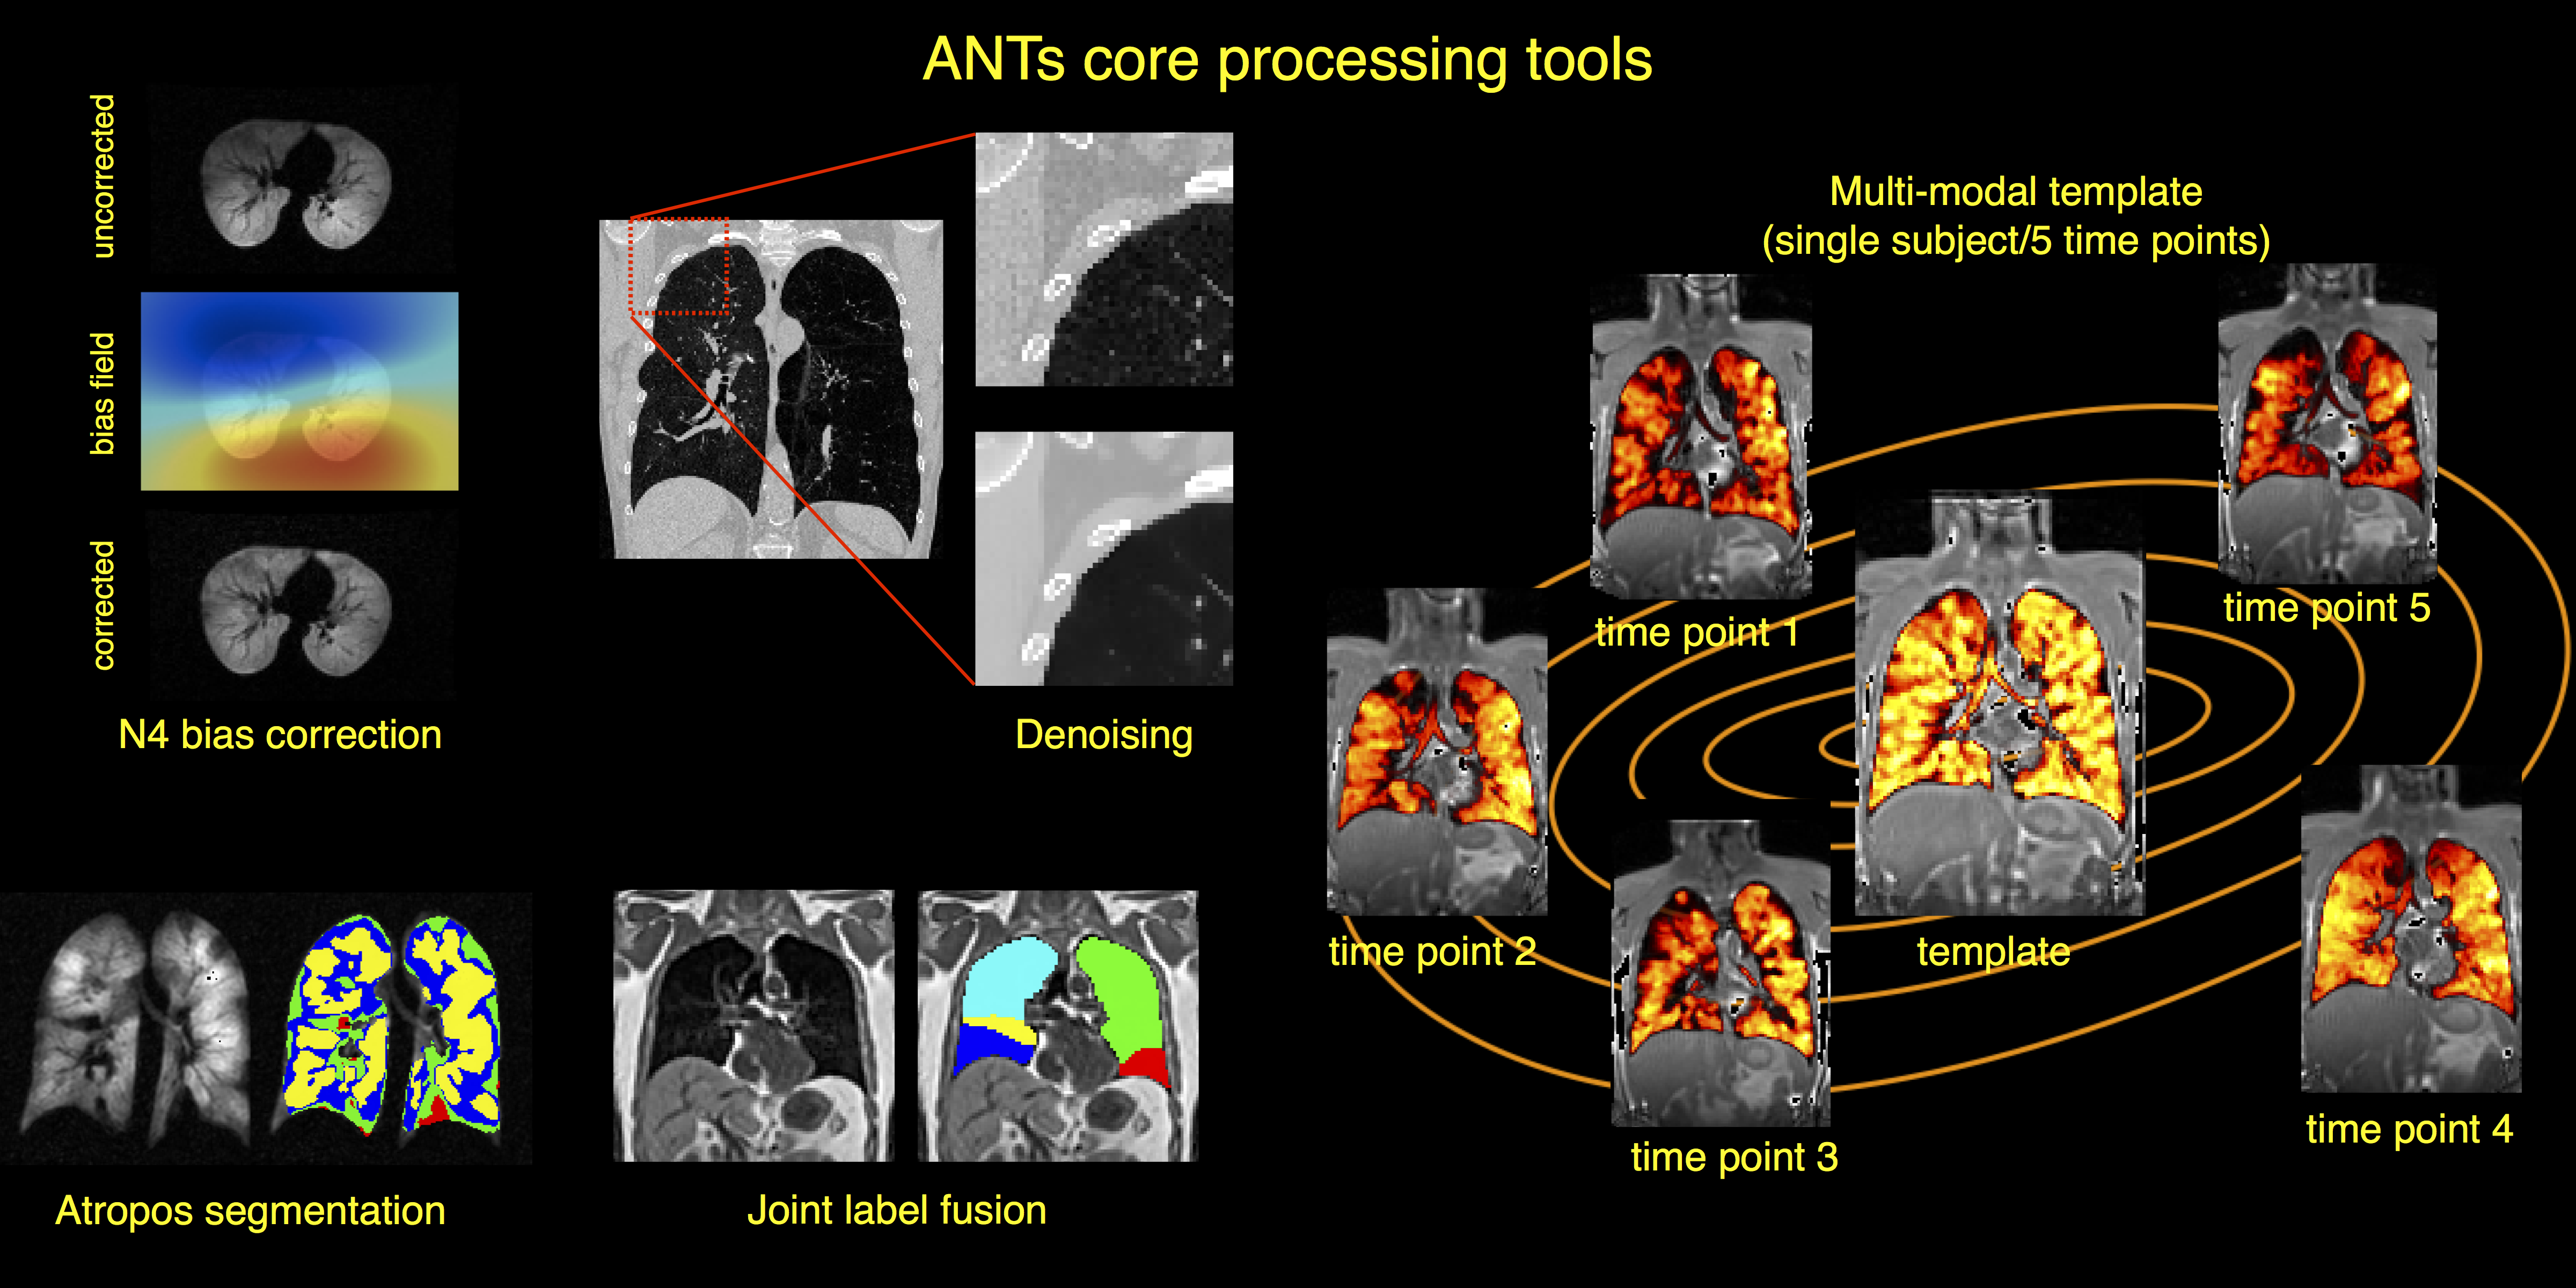 ANTs core processing tools
uncorrected
bias field
corrected
N4 bias correction
Denoising
Multi-modal template
(single subject/5 time points)
time point 1
time point 5
time point 2
template
time point 3
time point 4
Atropos segmentation
Joint label fusion